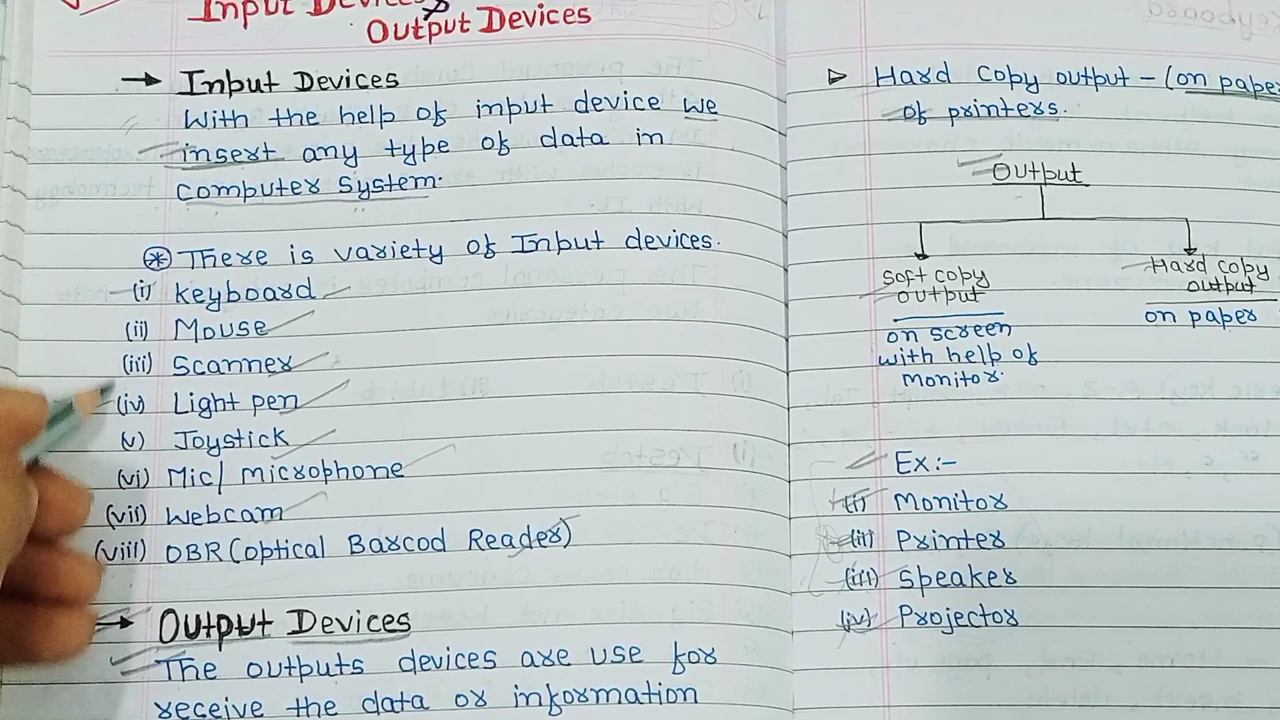 Input Devices
Output Devices
→ Input Devices
With the help of input device we
insert any type of data in
computer system.
There is variety of Input devices.
(i) keyboard
(ii) Mouse
(iii) Scanner
(iv) Light pen
(v) Joystick
(vi) Mic/microphone
(vii) Webcam
(viii) OBR (optical Barcod Reader)
→ Output Devices
The outputs devices are use for
receive the data or information
Hard copy output - (on paper
of printers.
Output
Soft copy
output
on screen
with help of
monitor.
Hard copy
output
on paper
Ex:-
(i) Monitor
(ii) Printer
(iii) Speaker
(iv) Projector